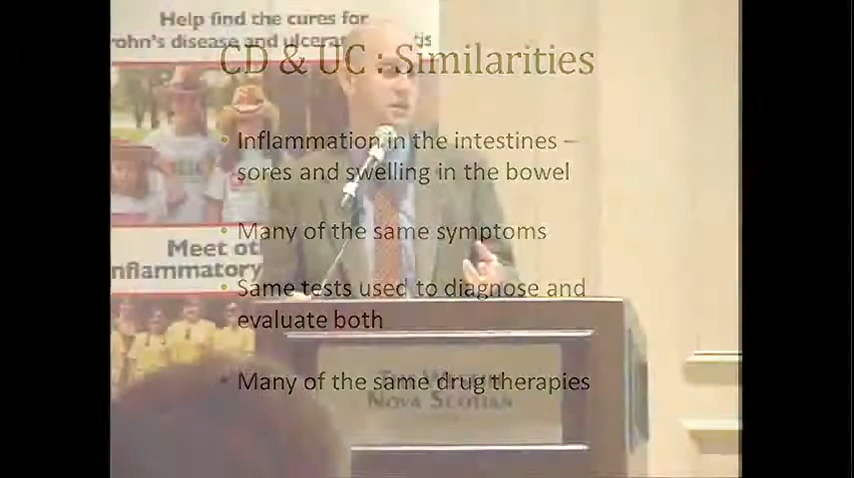 Help find the cures for
rohn's disease and ulcerat tis
CD & UC : Similarities
• Inflammation in the intestines –
sores and swelling in the bowel
• Many of the same symptoms
Meet ot
nflammatory
• Same tests used to diagnose and
evaluate both
• Many of the same drug therapies
Nova Scotian